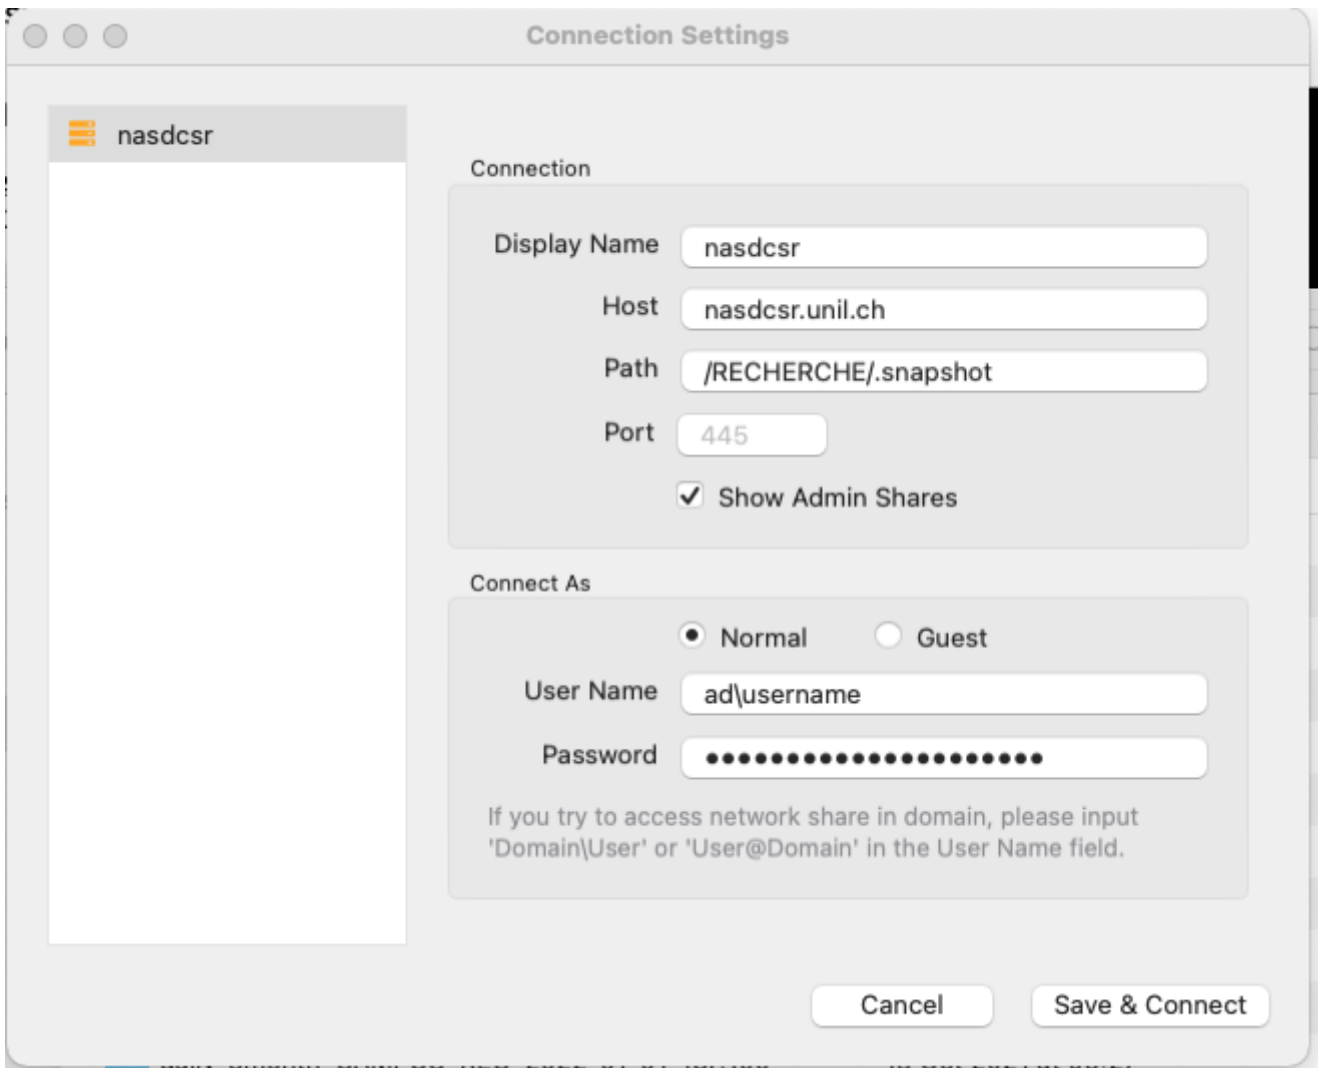 Connection Settings
nasdcsr
Connection
Display Name nasdcsr
Host nasdcsr.unil.ch
Path /RECHERCHE/.snapshot
Port 445
Show Admin Shares
Connect As
Normal Guest
User Name ad\username
Password •••••••••••••••••••••
If you try to access network share in domain, please input
'Domain\User' or 'User@Domain' in the User Name field.
Cancel Save & Connect